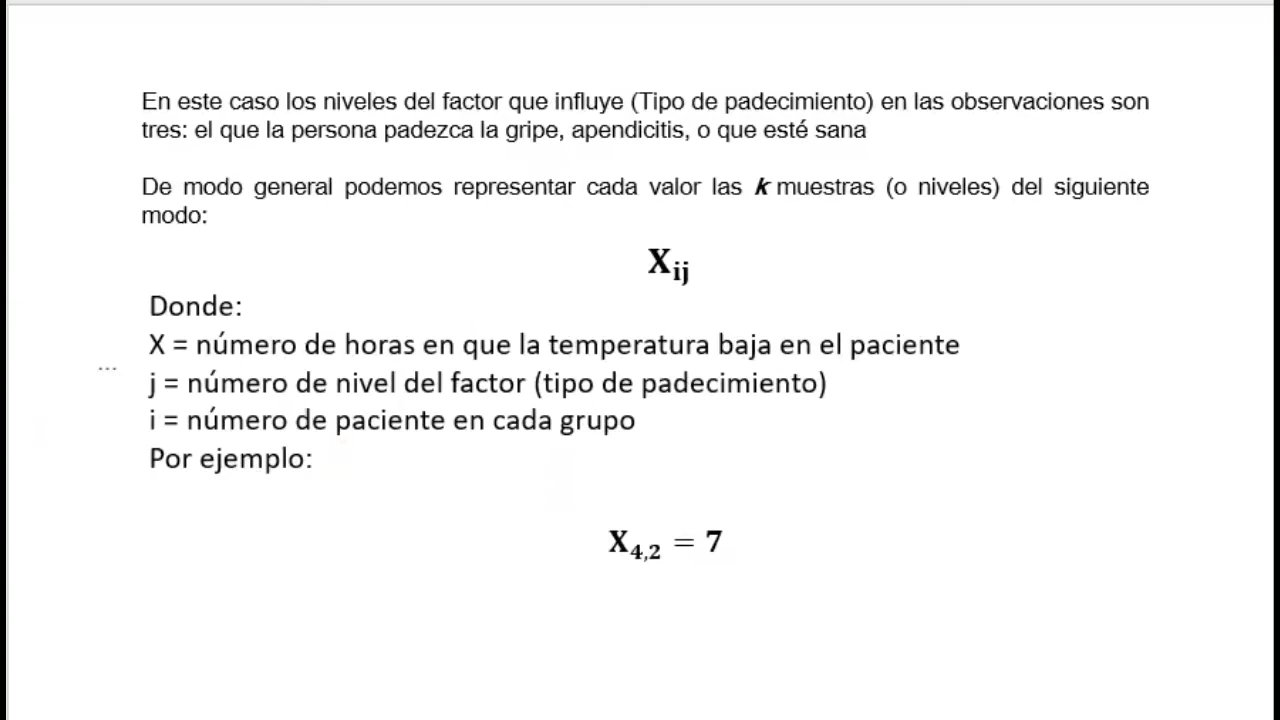 En este caso los niveles del factor que influye (Tipo de padecimiento) en las observaciones son
tres: el que la persona padezca la gripe, apendicitis, o que esté sana
De modo general podemos representar cada valor las k muestras (o niveles) del siguiente
modo:
X_ij
Donde:
X = número de horas en que la temperatura baja en el paciente
...
j = número de nivel del factor (tipo de padecimiento)
i = número de paciente en cada grupo
Por ejemplo:
X_4,2 = 7